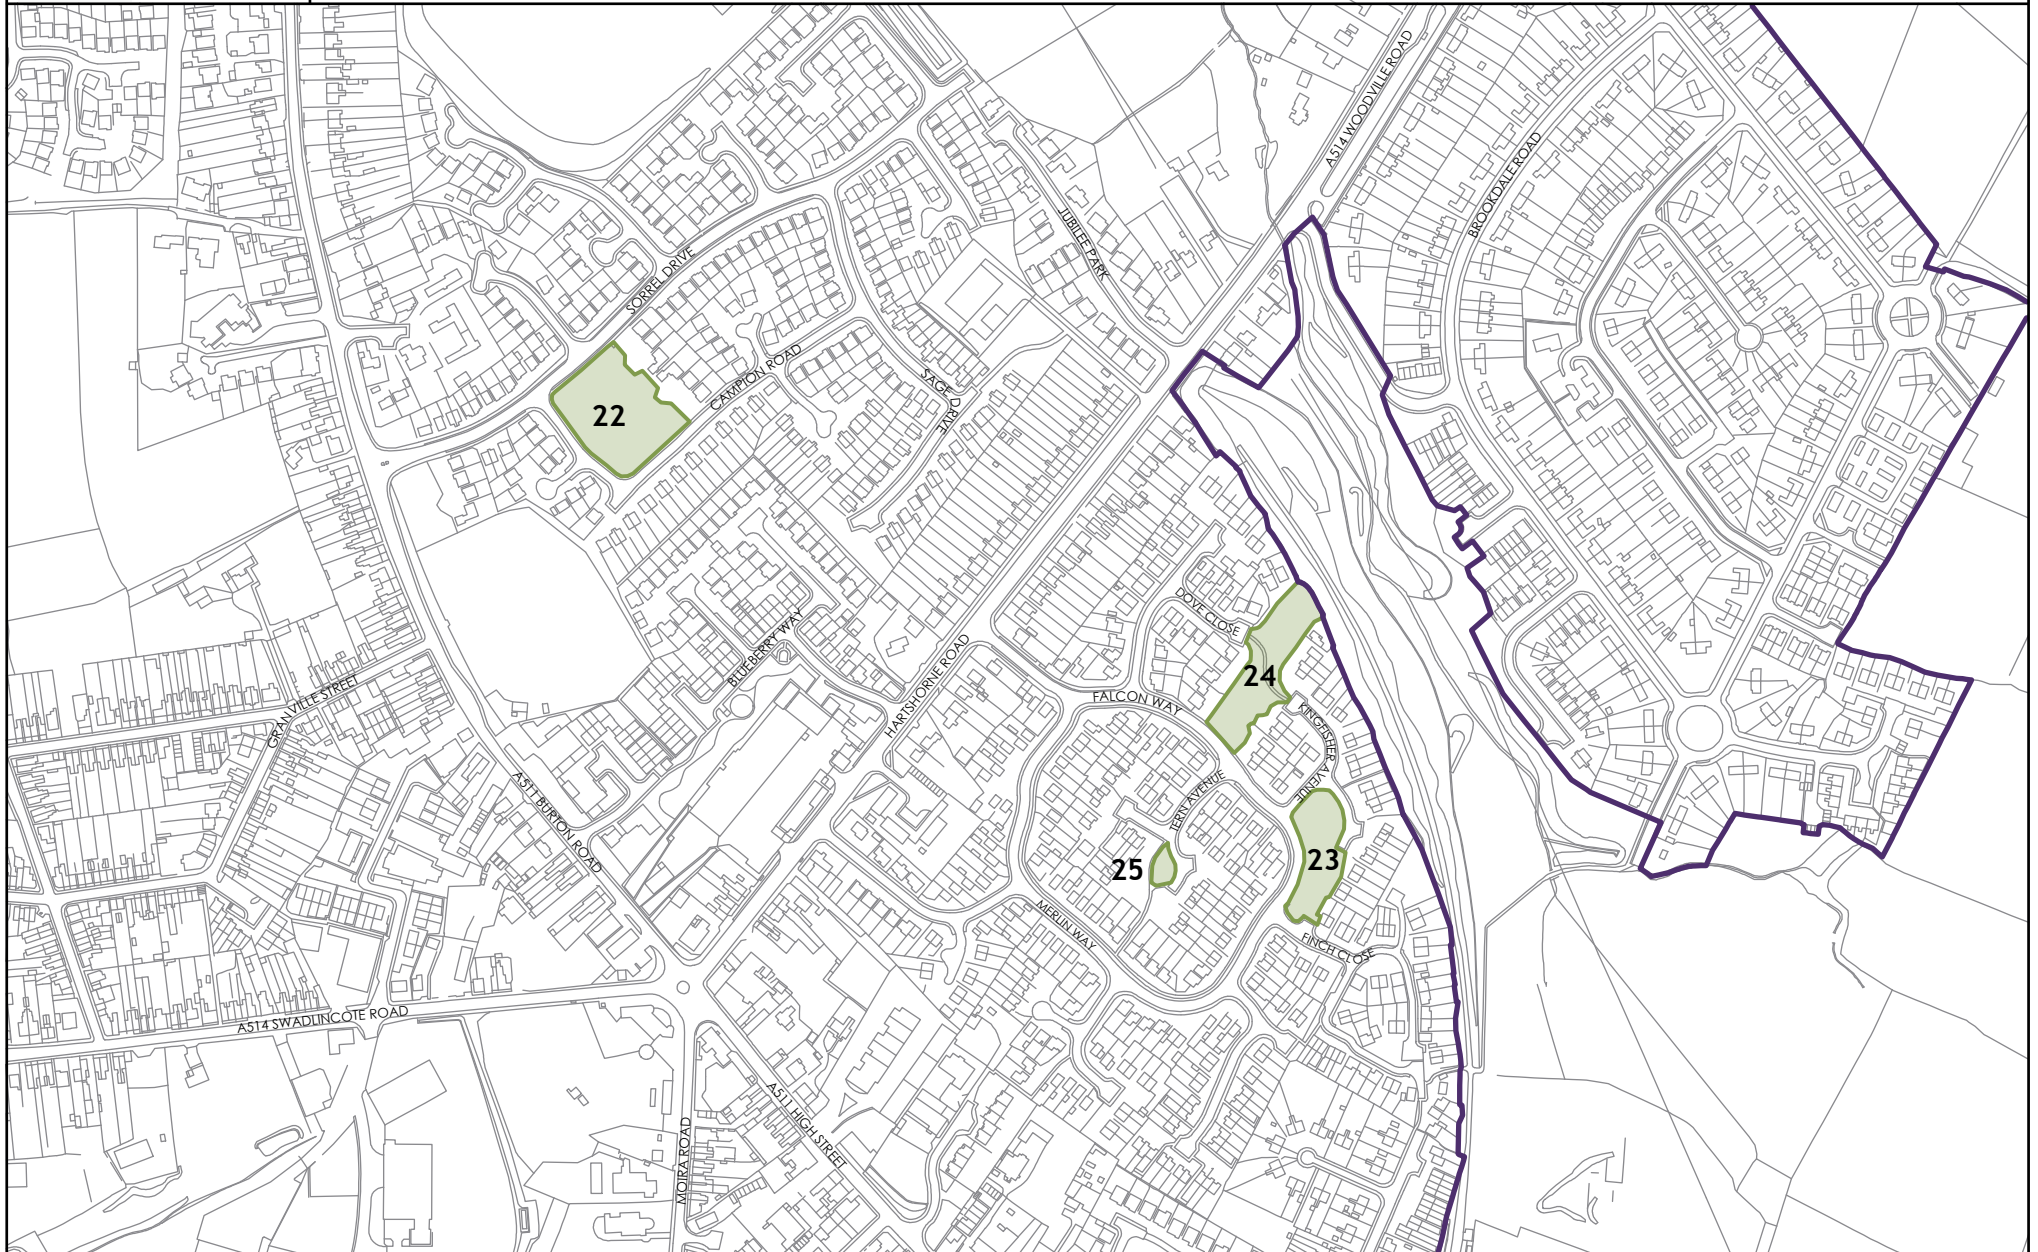 A514 WOODVILLE ROAD
BROOKDALE ROAD
JUBILEE PARK
SORREL DRIVE
CAMPION ROAD
SAGE DRIVE
22
DOVE CLOSE
BLUEBERRY WAY
HARTSHORNE ROAD
24
FALCON WAY
KINGFISHER AVENUE
GRANVILLE STREET
A511 BURTON ROAD
TERN AVENUE
25
23
MERLIN WAY
FINCH CLOSE
A514 SWADLINCOTE ROAD
A511 HIGH STREET
MOIRA ROAD